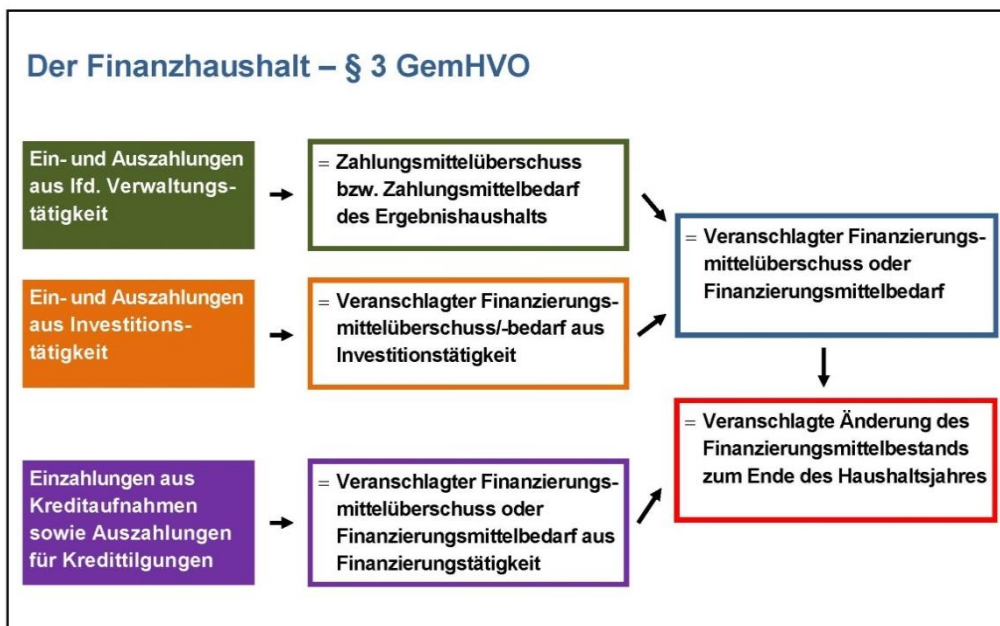 Der Finanzhaushalt – § 3 GemHVO
Ein- und Auszahlungen
aus lfd. Verwaltungs-
tätigkeit
= Zahlungsmittelüberschuss
bzw. Zahlungsmittelbedarf
des Ergebnishaushalts
= Veranschlagter Finanzierungs-
mittelüberschuss oder
Finanzierungsmittelbedarf
Ein- und Auszahlungen
aus Investitions-
tätigkeit
= Veranschlagter Finanzierungs-
mittelüberschuss/-bedarf aus
Investitionstätigkeit
= Veranschlagte Änderung des
Finanzierungsmittelbestands
zum Ende des Haushaltsjahres
Einzahlungen aus
Kreditaufnahmen
sowie Auszahlungen
für Kredittilgungen
= Veranschlagter Finanzierungs-
mittelüberschuss oder
Finanzierungsmittelbedarf aus
Finanzierungstätigkeit